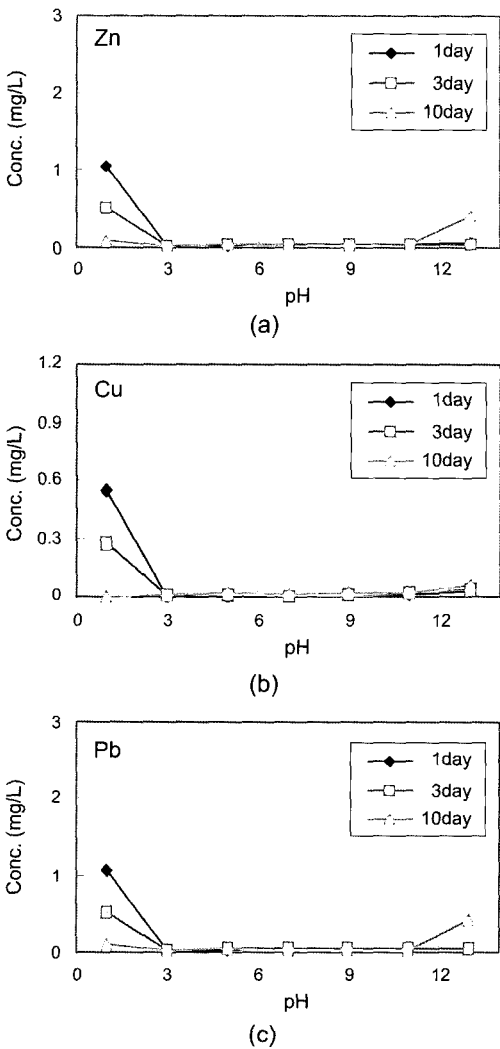 Zn
1day
3day
10day
Conc. (mg/L)
3
2
1
0
0 3 6 9 12
pH
(a)
Cu
1day
3day
10day
Conc. (mg/L)
1.2
0.9
0.6
0.3
0
0 3 6 9 12
pH
(b)
Pb
1day
3day
10day
Conc. (mg/L)
3
2
1
0
0 3 6 9 12
pH
(c)